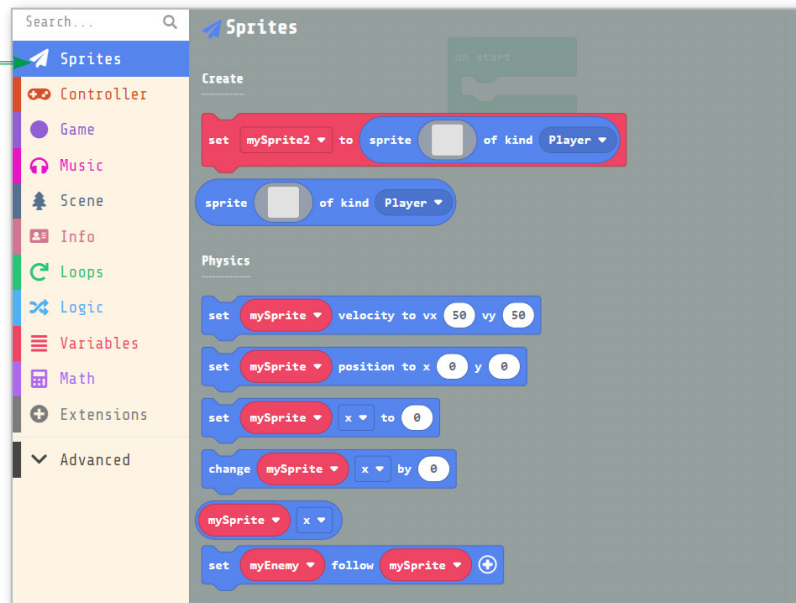 Search...
Sprites
Controller
Game
Music
Scene
Info
Loops
Logic
Variables
Math
Extensions
Advanced
Sprites
on start
Create
set mySprite2 to sprite of kind Player
sprite of kind Player
Physics
set mySprite velocity to vx 50 vy 50
set mySprite position to x 0 y 0
set mySprite x to 0
change mySprite x by 0
mySprite x
set myEnemy follow mySprite